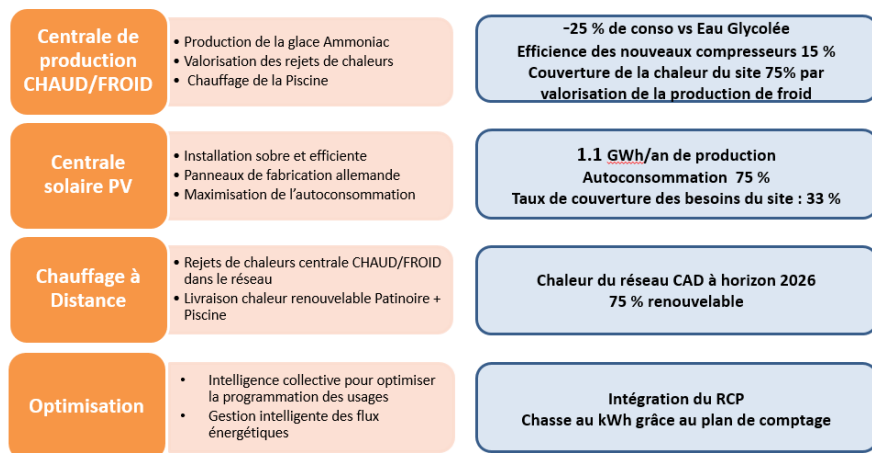 Centrale de
production
CHAUD/FROID
• Production de la glace Ammoniac
• Valorisation des rejets de chaleurs
• Chauffage de la Piscine
-25 % de conso vs Eau Glycolée
Efficience des nouveaux compresseurs 15 %
Couverture de la chaleur du site 75% par
valorisation de la production de froid
Centrale
solaire PV
• Installation sobre et efficiente
• Panneaux de fabrication allemande
• Maximisation de l'autoconsommation
1.1 GWh/an de production
Autoconsommation 75 %
Taux de couverture des besoins du site : 33 %
Chauffage à
Distance
• Rejets de chaleurs centrale CHAUD/FROID
dans le réseau
• Livraison chaleur renouvelable Patinoire +
Piscine
Chaleur du réseau CAD à horizon 2026
75 % renouvelable
Optimisation
• Intelligence collective pour optimiser
la programmation des usages
• Gestion intelligente des flux
énergétiques
Intégration du RCP
Chasse au kWh grâce au plan de comptage